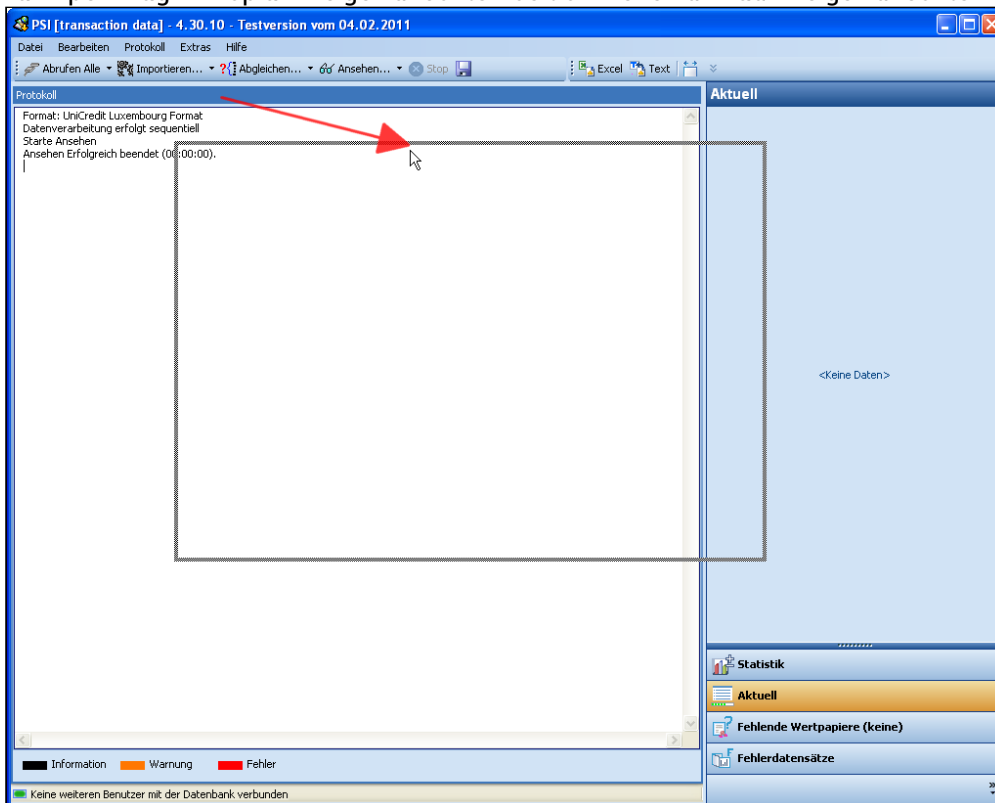 PSI [transaction data] - 4.30.10 - Testversion vom 04.02.2011
Datei Bearbeiten Protokoll Extras Hilfe
Abrufen Alle Importieren... Abgleichen... Ansehen... Stop Excel Text
Protokoll
Aktuell
Format: UniCredit Luxembourg Format
Datenverarbeitung erfolgt sequentiell
Starte Ansehen
Ansehen Erfolgreich beendet (00:00:00).
<Keine Daten>
Statistik
Aktuell
Fehlende Wertpapiere (keine)
Fehlerdatensätze
Information Warnung Fehler
Keine weiteren Benutzer mit der Datenbank verbunden